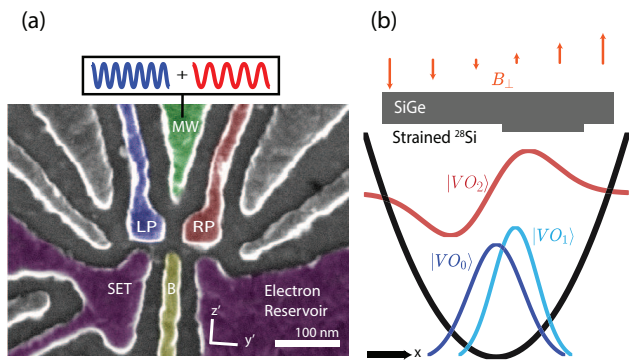 (a)
+
MW
LP
RP
SET
B
Electron
Reservoir
z'
y'
100 nm
(b)
B⊥
SiGe
Strained ²⁸Si
|VO₂⟩
|VO₀⟩
|VO₁⟩
x